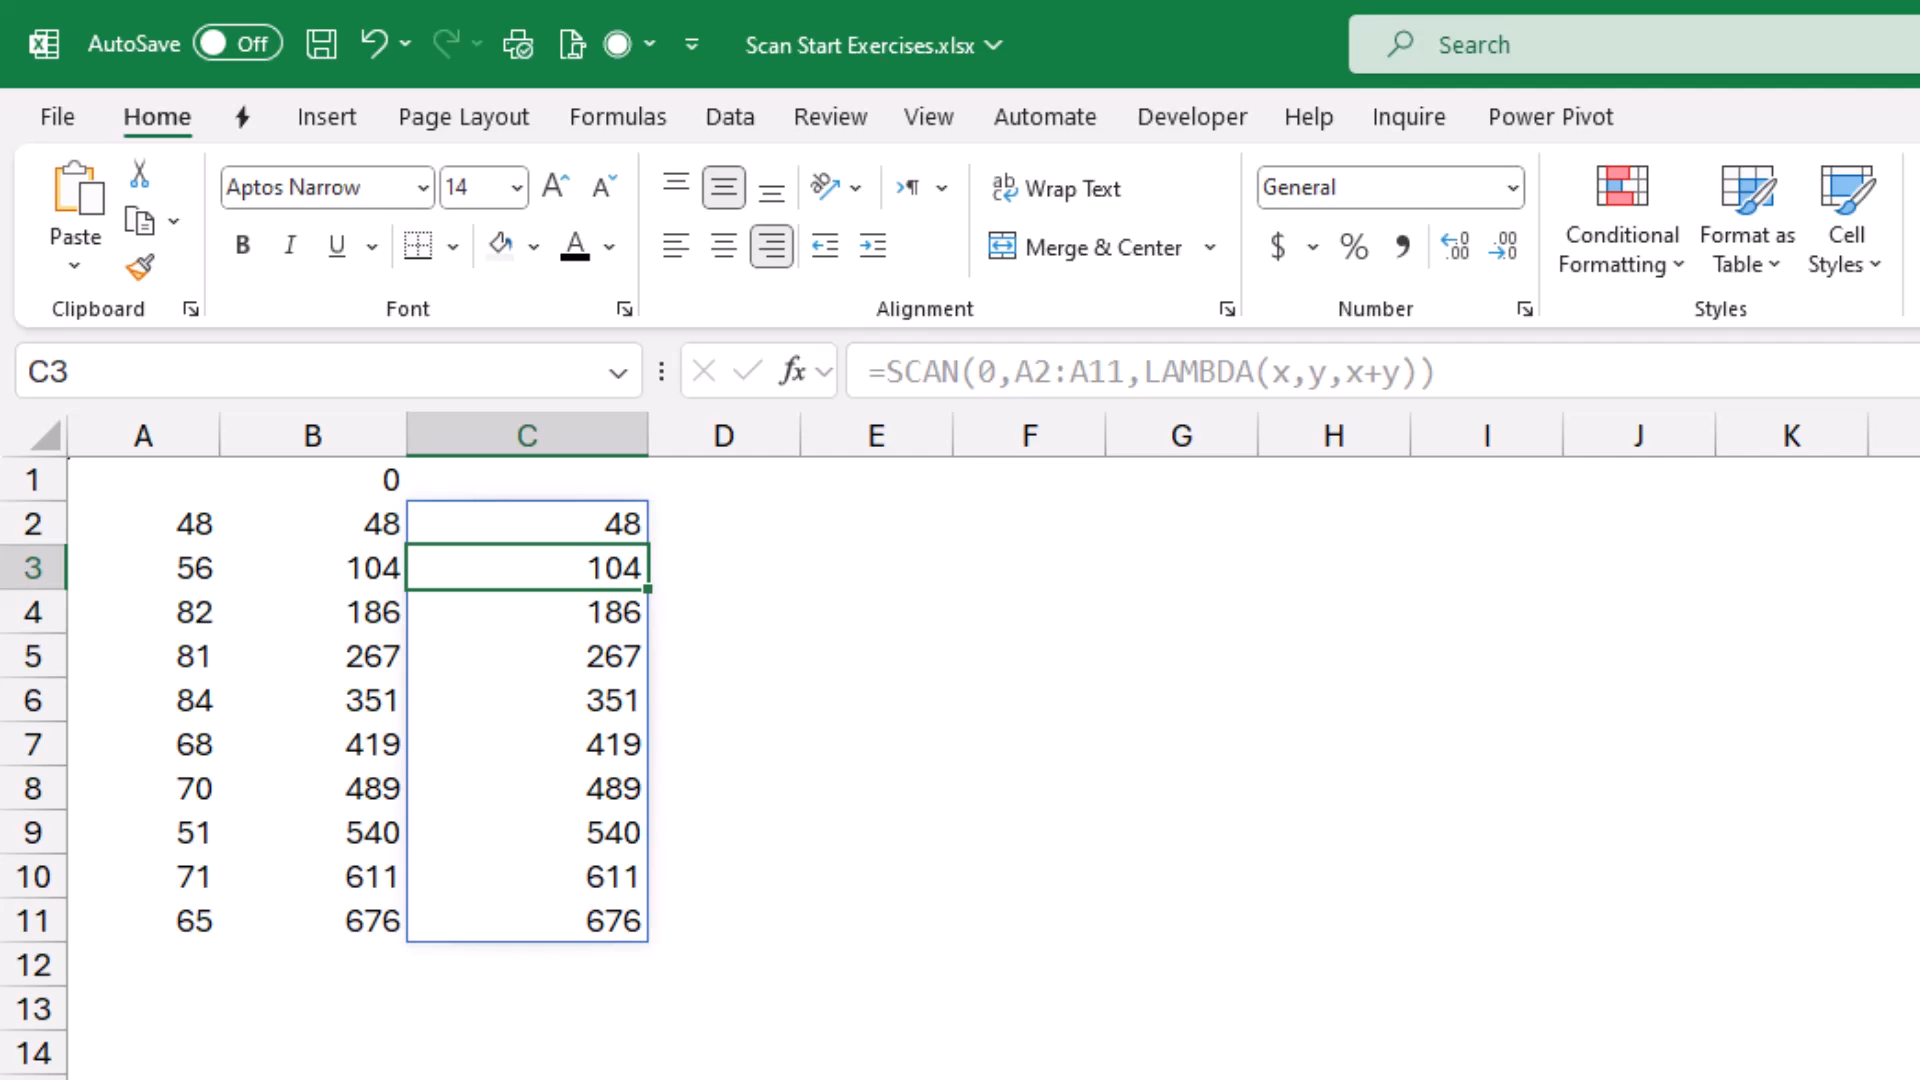 AutoSave Off Scan Start Exercises.xlsx Search
File Home Insert Page Layout Formulas Data Review View Automate Developer Help Inquire Power Pivot
Paste
Clipboard
Aptos Narrow 14
B I U A
Font
ab Wrap Text
Merge & Center
Alignment
General
$ % 9 .00 .00
Number
Conditional Formatting
Format as Table
Cell Styles
Styles
C3 fx =SCAN(0,A2:A11,LAMBDA(x,y,x+y))
A B C D E F G H I J K
1 0
2 48 48 48
3 56 104 104
4 82 186 186
5 81 267 267
6 84 351 351
7 68 419 419
8 70 489 489
9 51 540 540
10 71 611 611
11 65 676 676
12
13
14